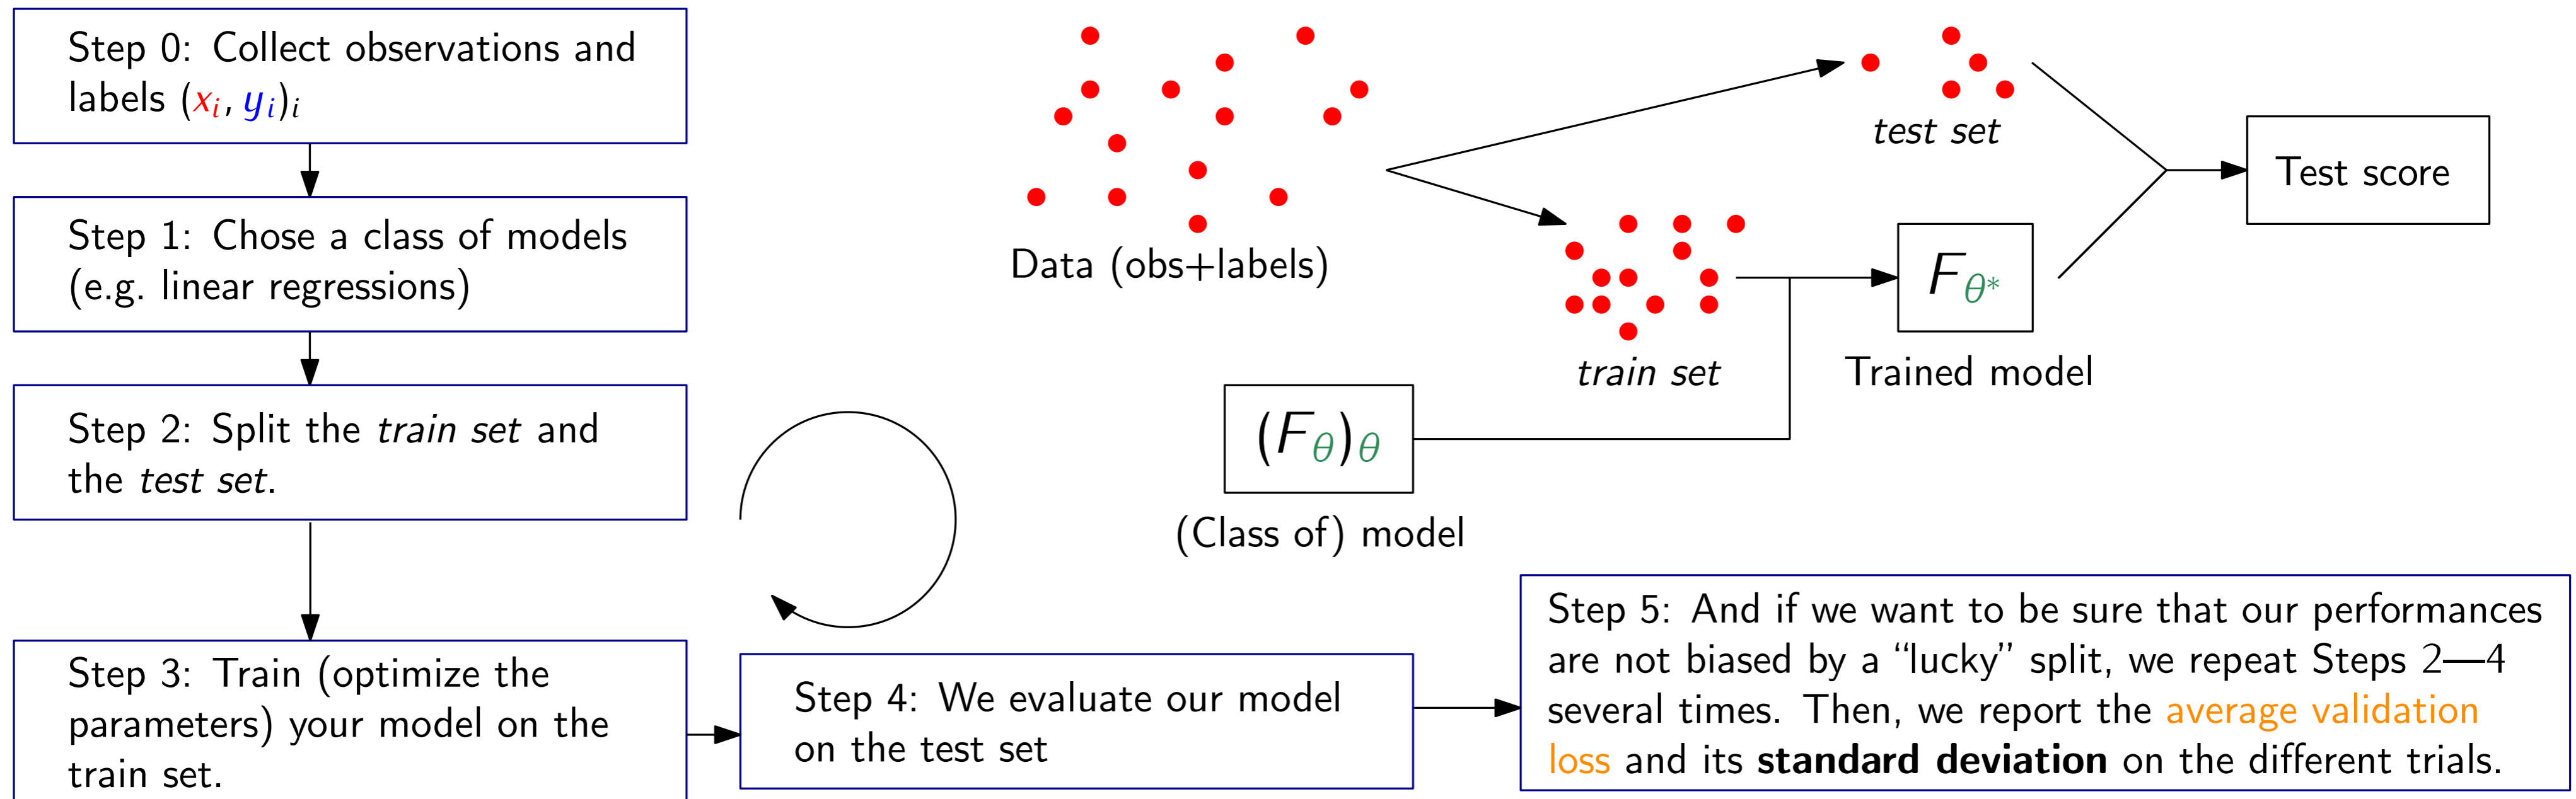 Step 0: Collect observations and
labels (xᵢ, yᵢ)ᵢ
Step 1: Chose a class of models
(e.g. linear regressions)
Step 2: Split the train set and
the test set.
Step 3: Train (optimize the
parameters) your model on the
train set.
Step 4: We evaluate our model
on the test set
Step 5: And if we want to be sure that our performances
are not biased by a “lucky” split, we repeat Steps 2—4
several times. Then, we report the average validation
loss and its standard deviation on the different trials.
Data (obs+labels)
test set
train set
(F_θ)_θ
(Class of) model
F_θ*
Trained model
Test score